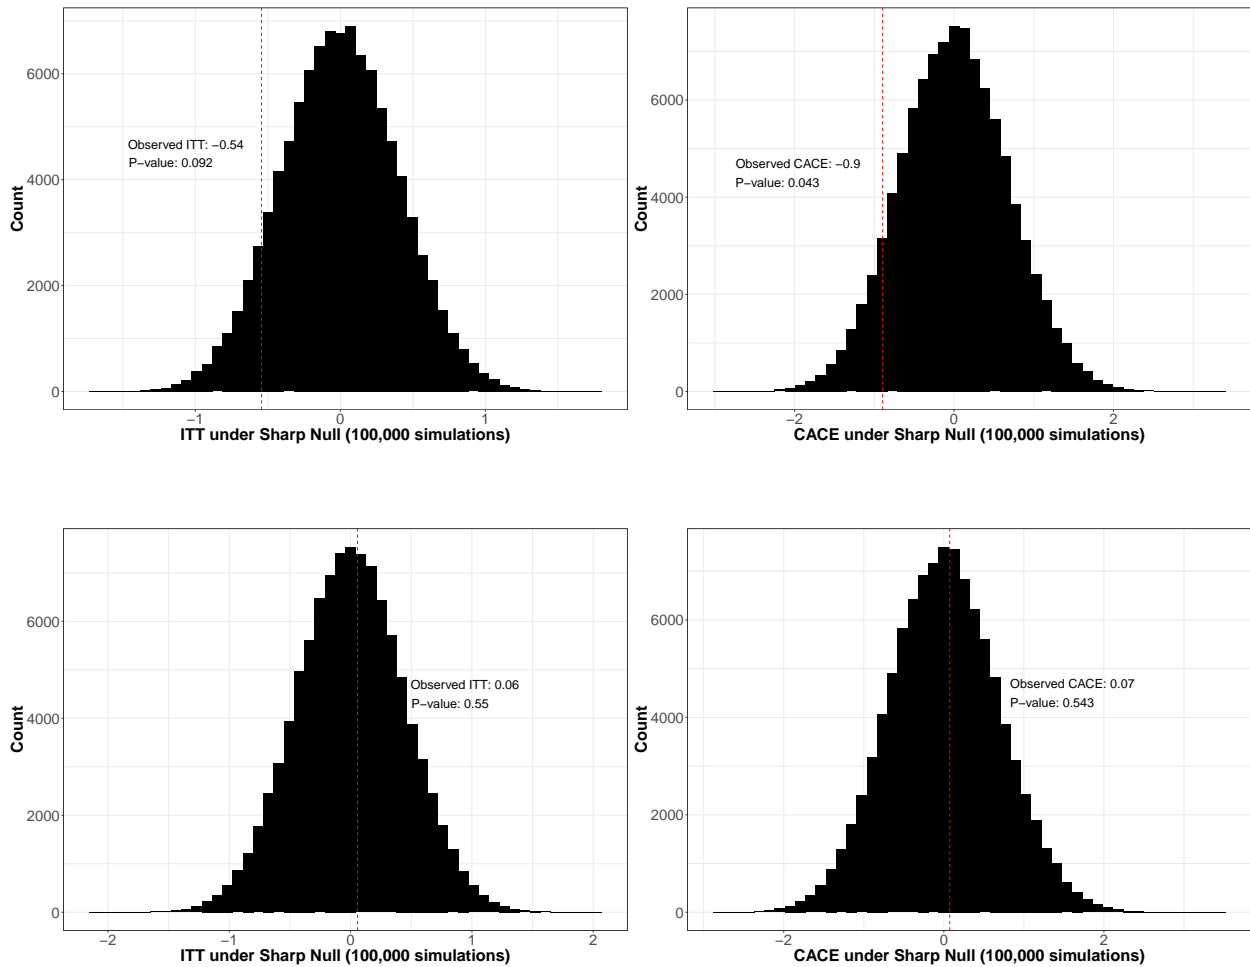 6000
4000
2000
0
Count
Observed ITT: −0.54
P−value: 0.092
−1
0
1
ITT under Sharp Null (100,000 simulations)
6000
4000
2000
0
Count
Observed CACE: −0.9
P−value: 0.043
−2
0
2
CACE under Sharp Null (100,000 simulations)
6000
4000
2000
0
Count
Observed ITT: 0.06
P−value: 0.55
−2
−1
0
1
2
ITT under Sharp Null (100,000 simulations)
6000
4000
2000
0
Count
Observed CACE: 0.07
P−value: 0.543
−2
0
2
CACE under Sharp Null (100,000 simulations)